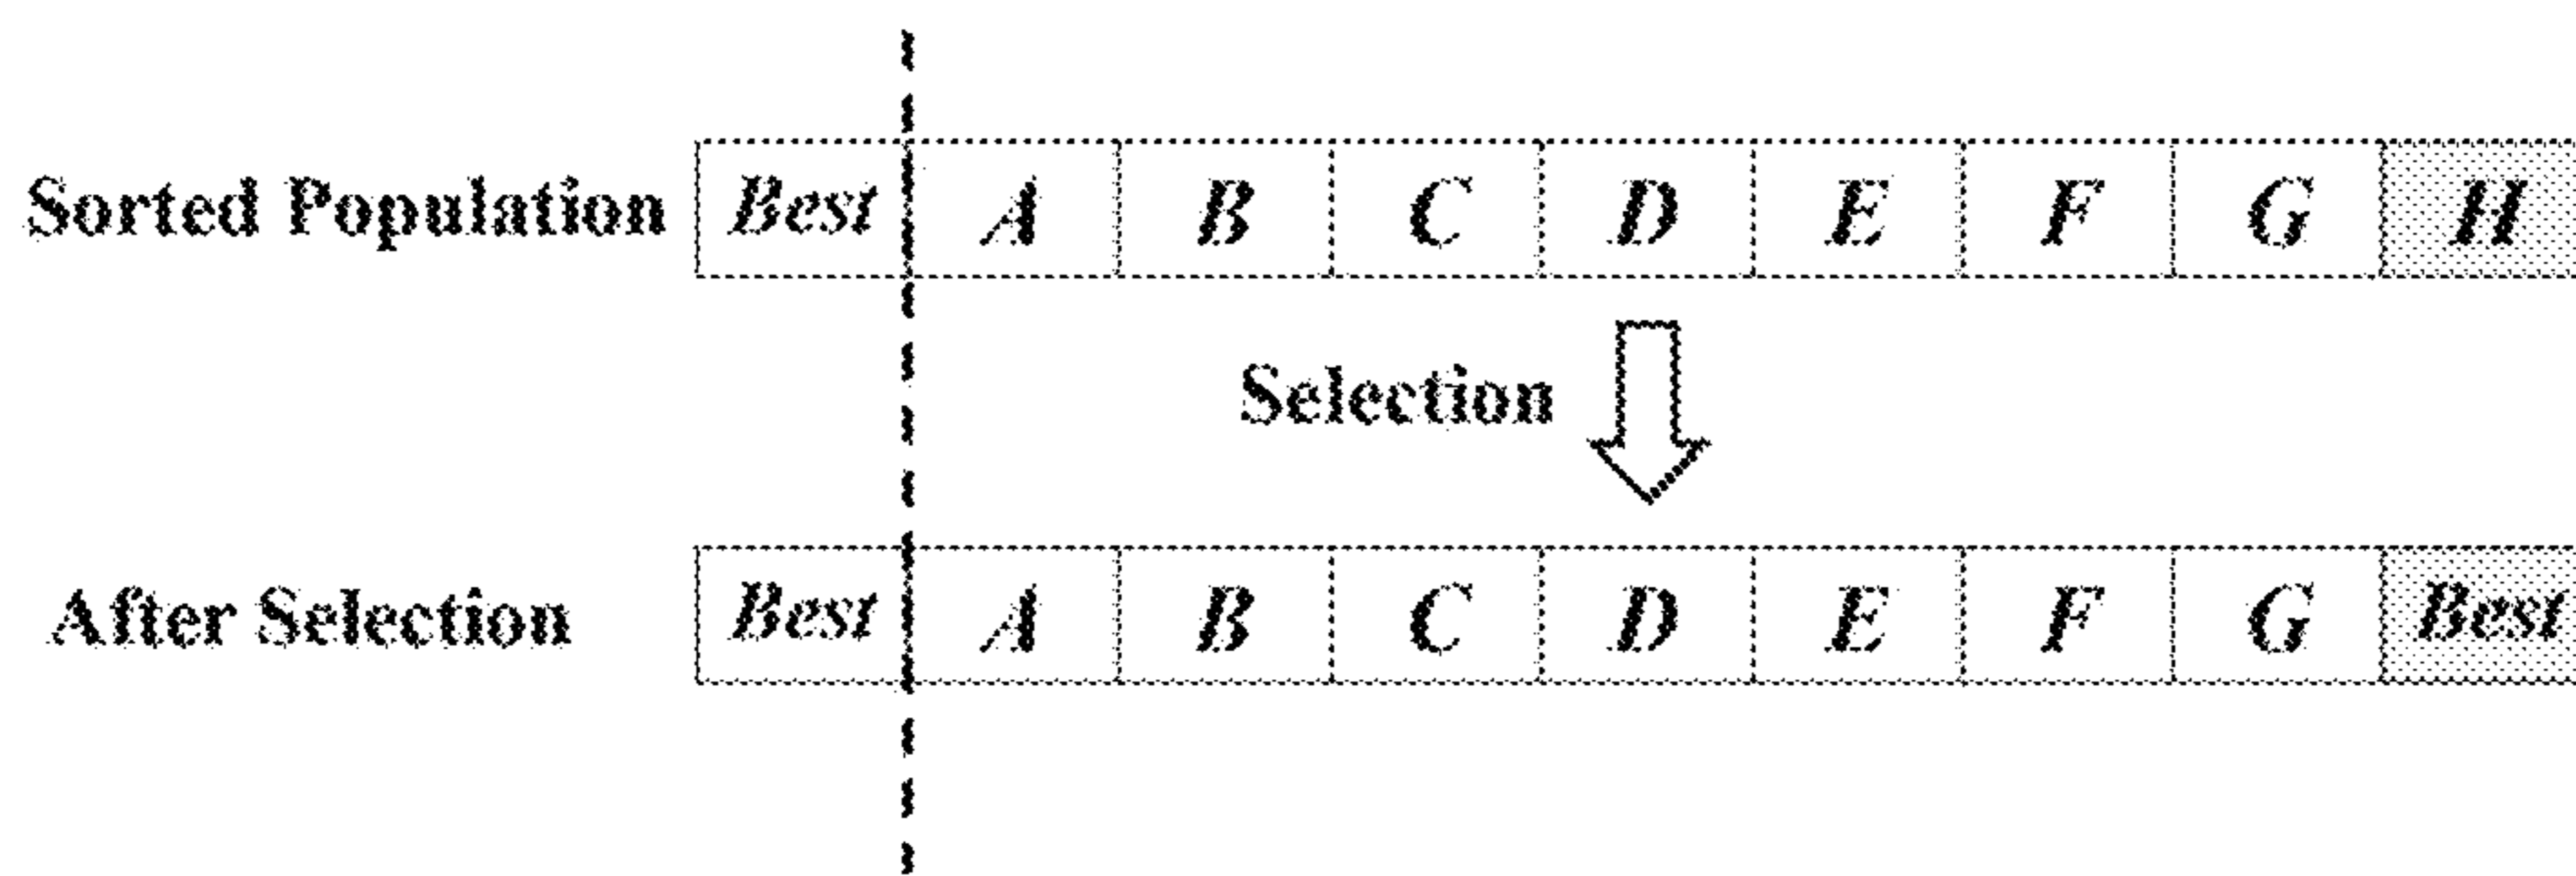 Sorted Population Best A B C D E F G H
Selection
After Selection Best A B C D E F G Best